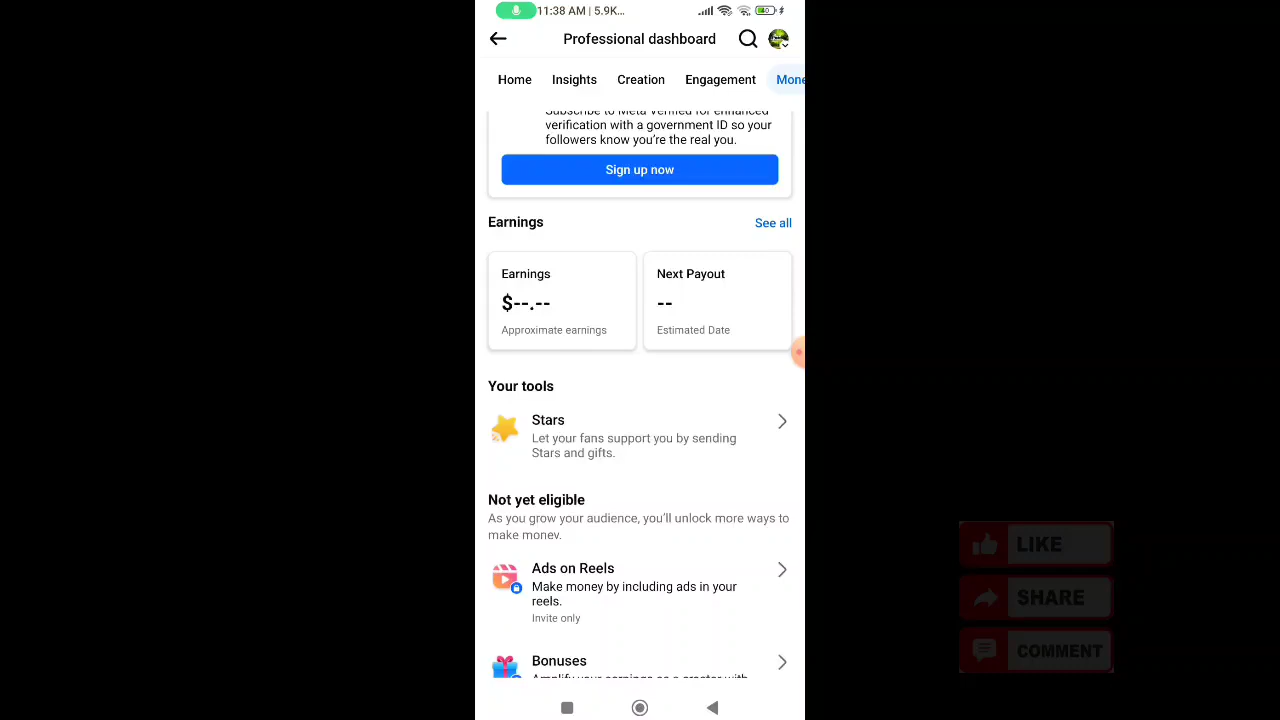 11:38 AM | 5.9K...
40
Professional dashboard
Home Insights Creation Engagement Mone
Subscribe to Meta Verified for enhanced
verification with a government ID so your
followers know you're the real you.
Sign up now
Earnings See all
Earnings
$--.--
Approximate earnings
Next Payout
--
Estimated Date
Your tools
Stars
Let your fans support you by sending
Stars and gifts.
Not yet eligible
As you grow your audience, you'll unlock more ways to
make money.
Ads on Reels
Make money by including ads in your
reels.
Invite only
Bonuses
Amplify your earnings as a creator with
LIKE
SHARE
COMMENT